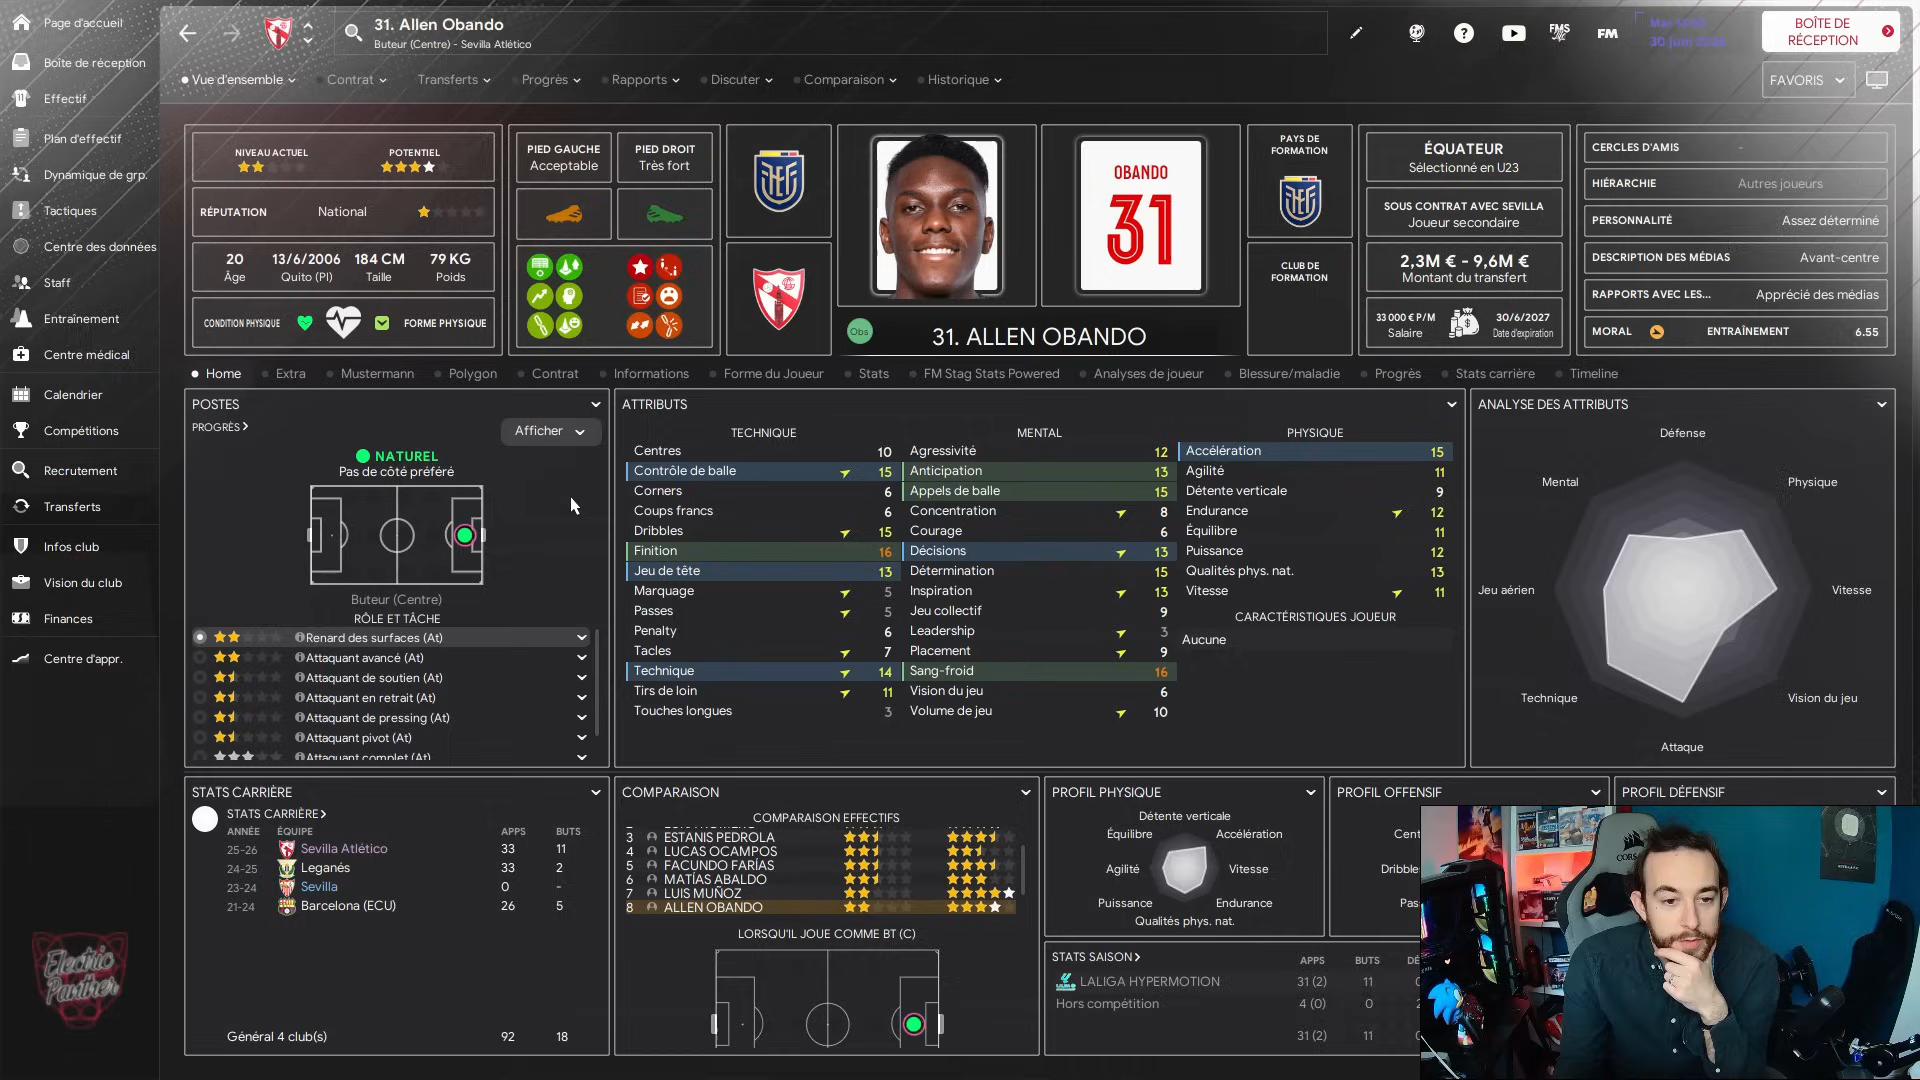 Page d'accueil
Boîte de réception
Effectif
Plan d'effectif
Dynamique de grp.
Tactiques
Centre des données
Staff
Entraînement
Centre médical
Calendrier
Compétitions
Recrutement
Transferts
Infos club
Vision du club
Finances
Centre d'appr.
Electric Panther
31. Allen Obando
Buteur (Centre) - Sevilla Atlético
FMS
FM
30 juin
BOÎTE DE RÉCEPTION
Vue d'ensemble Contrat Transferts Progrès Rapports Discuter Comparaison Historique
FAVORIS
NIVEAU ACTUEL POTENTIEL
RÉPUTATION National
20 13/6/2006 184 CM 79 KG
Âge Quito (PI) Taille Poids
CONDITION PHYSIQUE FORME PHYSIQUE
PIED GAUCHE PIED DROIT
Acceptable Très fort
OBANDO
31
Obs
31. ALLEN OBANDO
PAYS DE FORMATION
CLUB DE FORMATION
ÉQUATEUR
Sélectionné en U23
SOUS CONTRAT AVEC SEVILLA
Joueur secondaire
2,3M € - 9,6M €
Montant du transfert
33 000 € P/M 30/6/2027
Salaire Date d'expiration
CERCLES D'AMIS -
HIÉRARCHIE Autres joueurs
PERSONNALITÉ Assez déterminé
DESCRIPTION DES MÉDIAS Avant-centre
RAPPORTS AVEC LES... Apprécié des médias
MORAL ENTRAÎNEMENT 6.55
Home Extra Mustermann Polygon Contrat Informations Forme du Joueur Stats FM Stag Stats Powered Analyses de joueur Blessure/maladie Progrès Stats carrière Timeline
POSTES
PROGRÈS
Afficher
NATUREL
Pas de côté préféré
Buteur (Centre)
RÔLE ET TÂCHE
Renard des surfaces (At)
Attaquant avancé (At)
Attaquant de soutien (At)
Attaquant en retrait (At)
Attaquant de pressing (At)
Attaquant pivot (At)
Attaquant complet (At)
ATTRIBUTS
TECHNIQUE
Centres 10
Contrôle de balle 15
Corners 6
Coups francs 6
Dribbles 15
Finition 16
Jeu de tête 13
Marquage 5
Passes 5
Penalty 6
Tacles 7
Technique 14
Tirs de loin 11
Touches longues 3
MENTAL
Agressivité 12
Anticipation 13
Appels de balle 15
Concentration 8
Courage 6
Décisions 13
Détermination 15
Inspiration 13
Jeu collectif 9
Leadership 3
Placement 9
Sang-froid 16
Vision du jeu 6
Volume de jeu 10
PHYSIQUE
Accélération 15
Agilité 11
Détente verticale 9
Endurance 12
Équilibre 11
Puissance 12
Qualités phys. nat. 13
Vitesse 11
CARACTÉRISTIQUES JOUEUR
Aucune
ANALYSE DES ATTRIBUTS
Défense
Mental Physique
Jeu aérien Vitesse
Technique Vision du jeu
Attaque
STATS CARRIÈRE
STATS CARRIÈRE
ANNÉE ÉQUIPE APPS BUTS
25-26 Sevilla Atlético 33 11
24-25 Leganés 33 2
23-24 Sevilla 0 -
21-24 Barcelona (ECU) 26 5
Général 4 club(s) 92 18
COMPARAISON
COMPARAISON EFFECTIFS
3 ESTANIS PEDROLA
4 LUCAS OCAMPOS
5 FACUNDO FARÍAS
6 MATÍAS ABALDO
7 LUIS MUÑOZ
8 ALLEN OBANDO
LORSQU'IL JOUE COMME BT (C)
PROFIL PHYSIQUE
Détente verticale
Équilibre Accélération
Agilité Vitesse
Puissance Endurance
Qualités phys. nat.
PROFIL OFFENSIF
Cent
Dribble
Pas
PROFIL DÉFENSIF
STATS SAISON APPS BUTS
LALIGA HYPERMOTION 31 (2) 11
Hors compétition 4 (0) 0
31 (2) 11
CORS